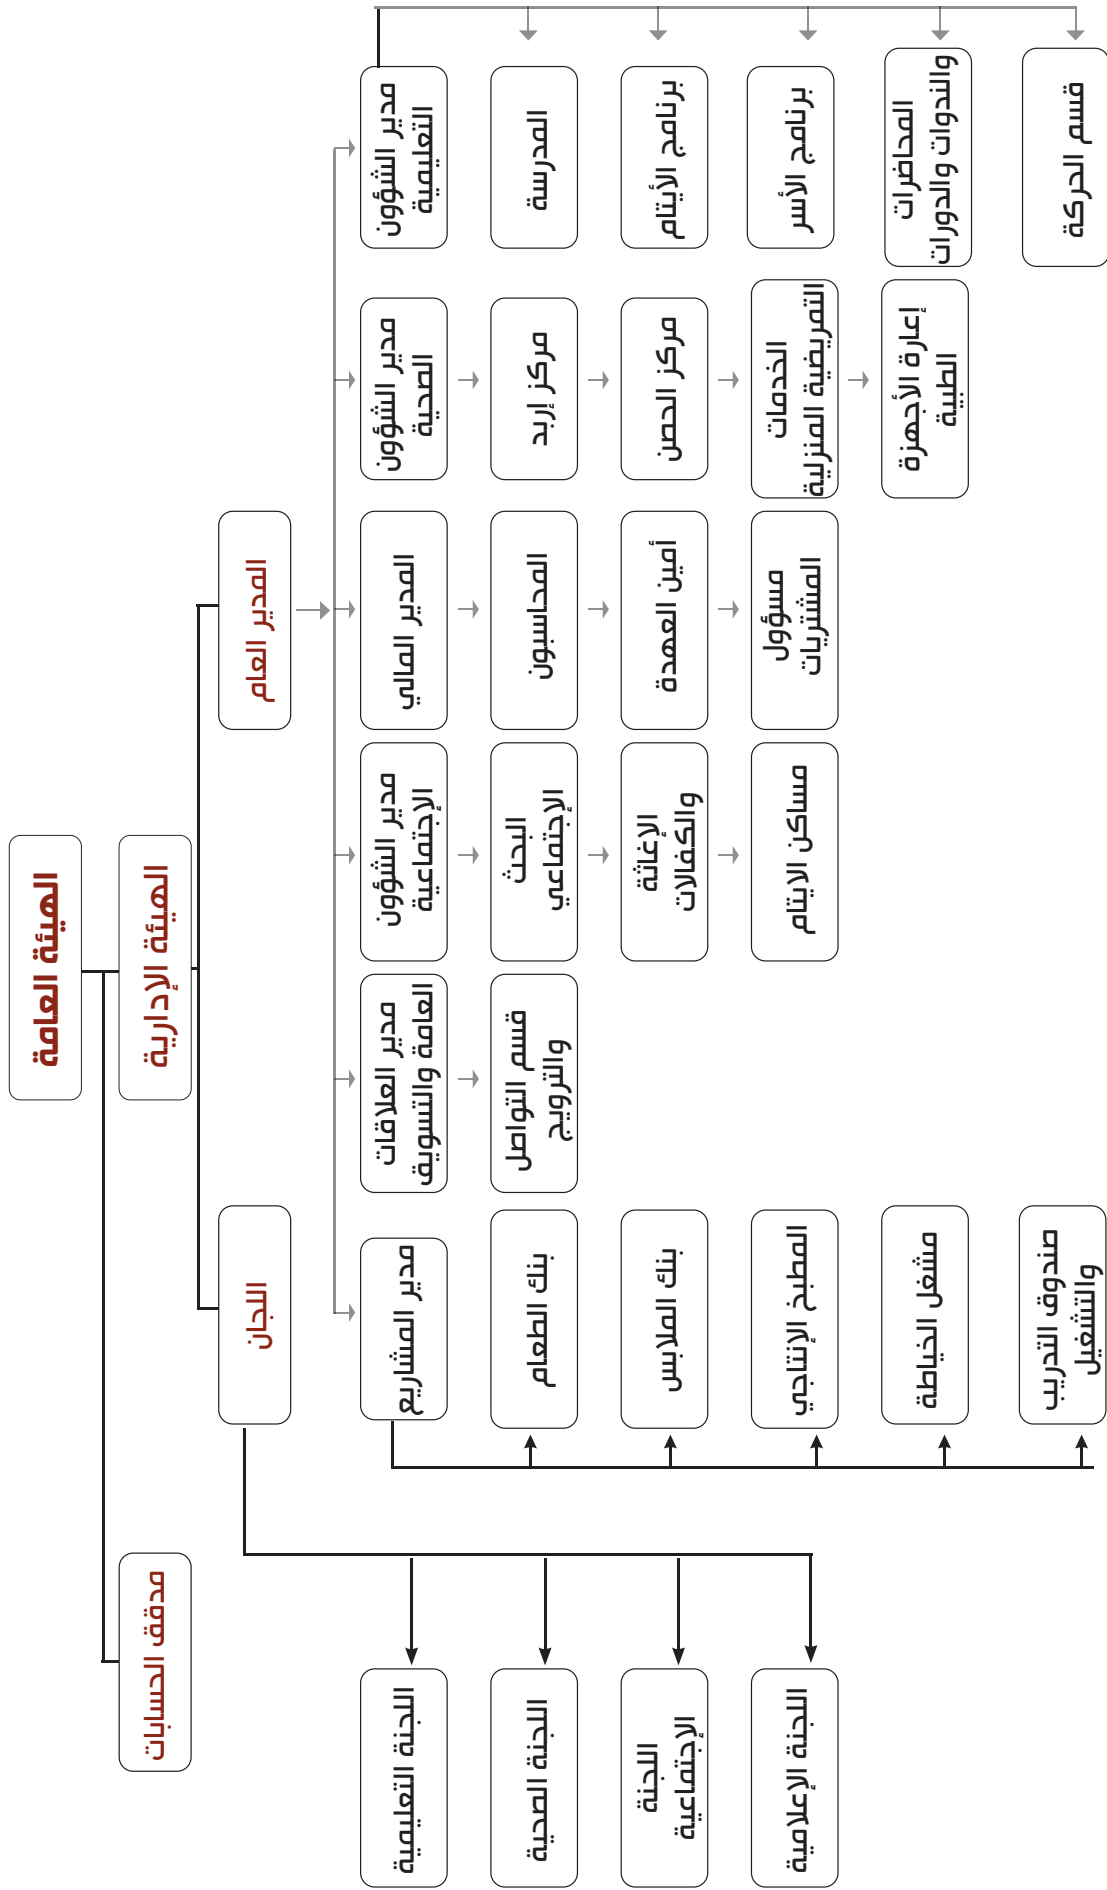 الهيئة العامة
الهيئة الإدارية
مدقق الحسابات
المدير العام
اللجان
مدير الشؤون
التعليمية
مدير الشؤون
الصحية
المدير المالي
مدير الشؤون
الإجتماعية
مدير العلاقات
العامة والتسويق
مدير المشاريع
اللجنة التعليمية
المدرسة
مركز إربد
المحاسبون
البحث
الإجتماعي
قسم التواصل
والترويج
بنك الطعام
اللجنة الصحية
برنامج الأيتام
مركز الحصن
أمين العهدة
الإغاثة
والكفالات
بنك الملابس
اللجنة
الإجتماعية
برنامج الأسر
الخدمات
التمريضية المنزلية
مسؤول
المشتريات
مساكن الايتام
المطبخ الإنتاجي
اللجنة الإعلامية
المحاضرات
والندوات والدورات
إعارة الأجهزة
الطبية
مشغل الخياطة
قسم الحركة
صندوق التدريب
والتشغيل